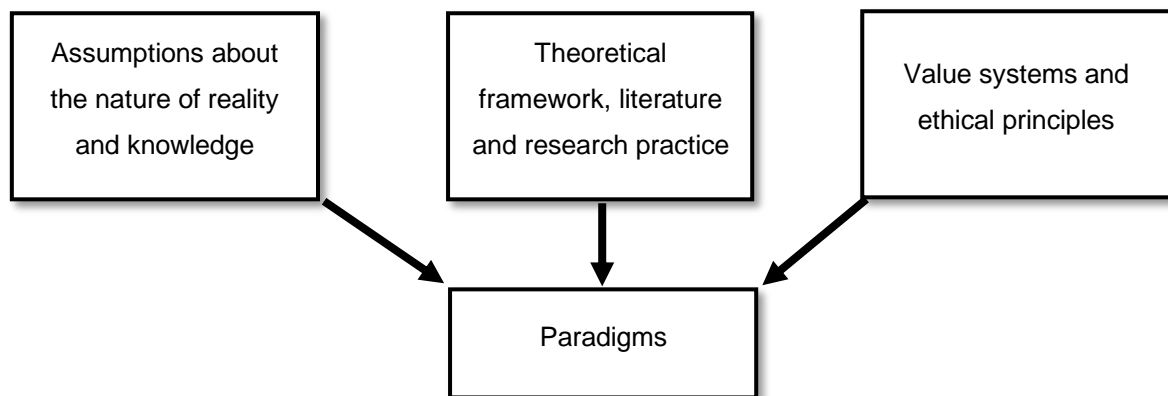 Assumptions about
the nature of reality
and knowledge
Theoretical
framework, literature
and research practice
Value systems and
ethical principles
Paradigms